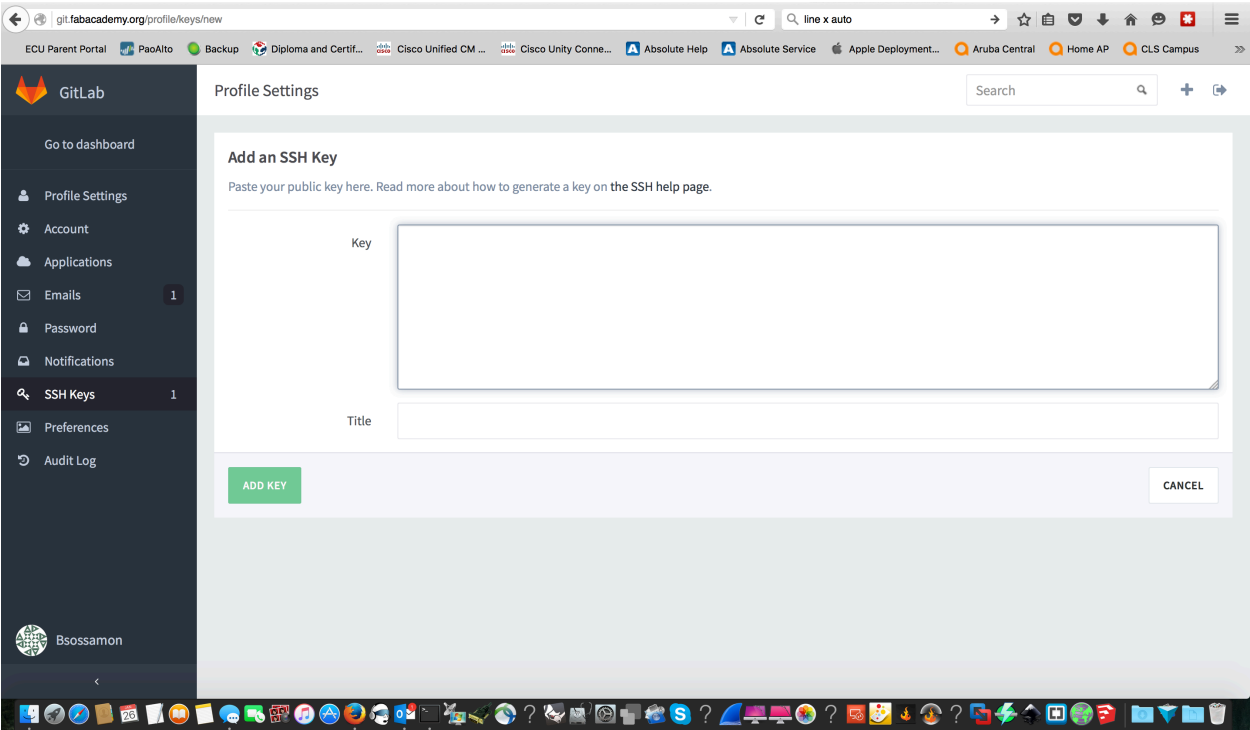 git.fabacademy.org/profile/keys/new
line x auto
ECU Parent Portal
PaoAlto
Backup
Diploma and Certif...
Cisco Unified CM ...
Cisco Unity Conne...
Absolute Help
Absolute Service
Apple Deployment...
Aruba Central
Home AP
CLS Campus
GitLab
Profile Settings
Search
Go to dashboard
Profile Settings
Account
Applications
Emails 1
Password
Notifications
SSH Keys 1
Preferences
Audit Log
Add an SSH Key
Paste your public key here. Read more about how to generate a key on the SSH help page.
Key
Title
ADD KEY
CANCEL
Bsossamon
26